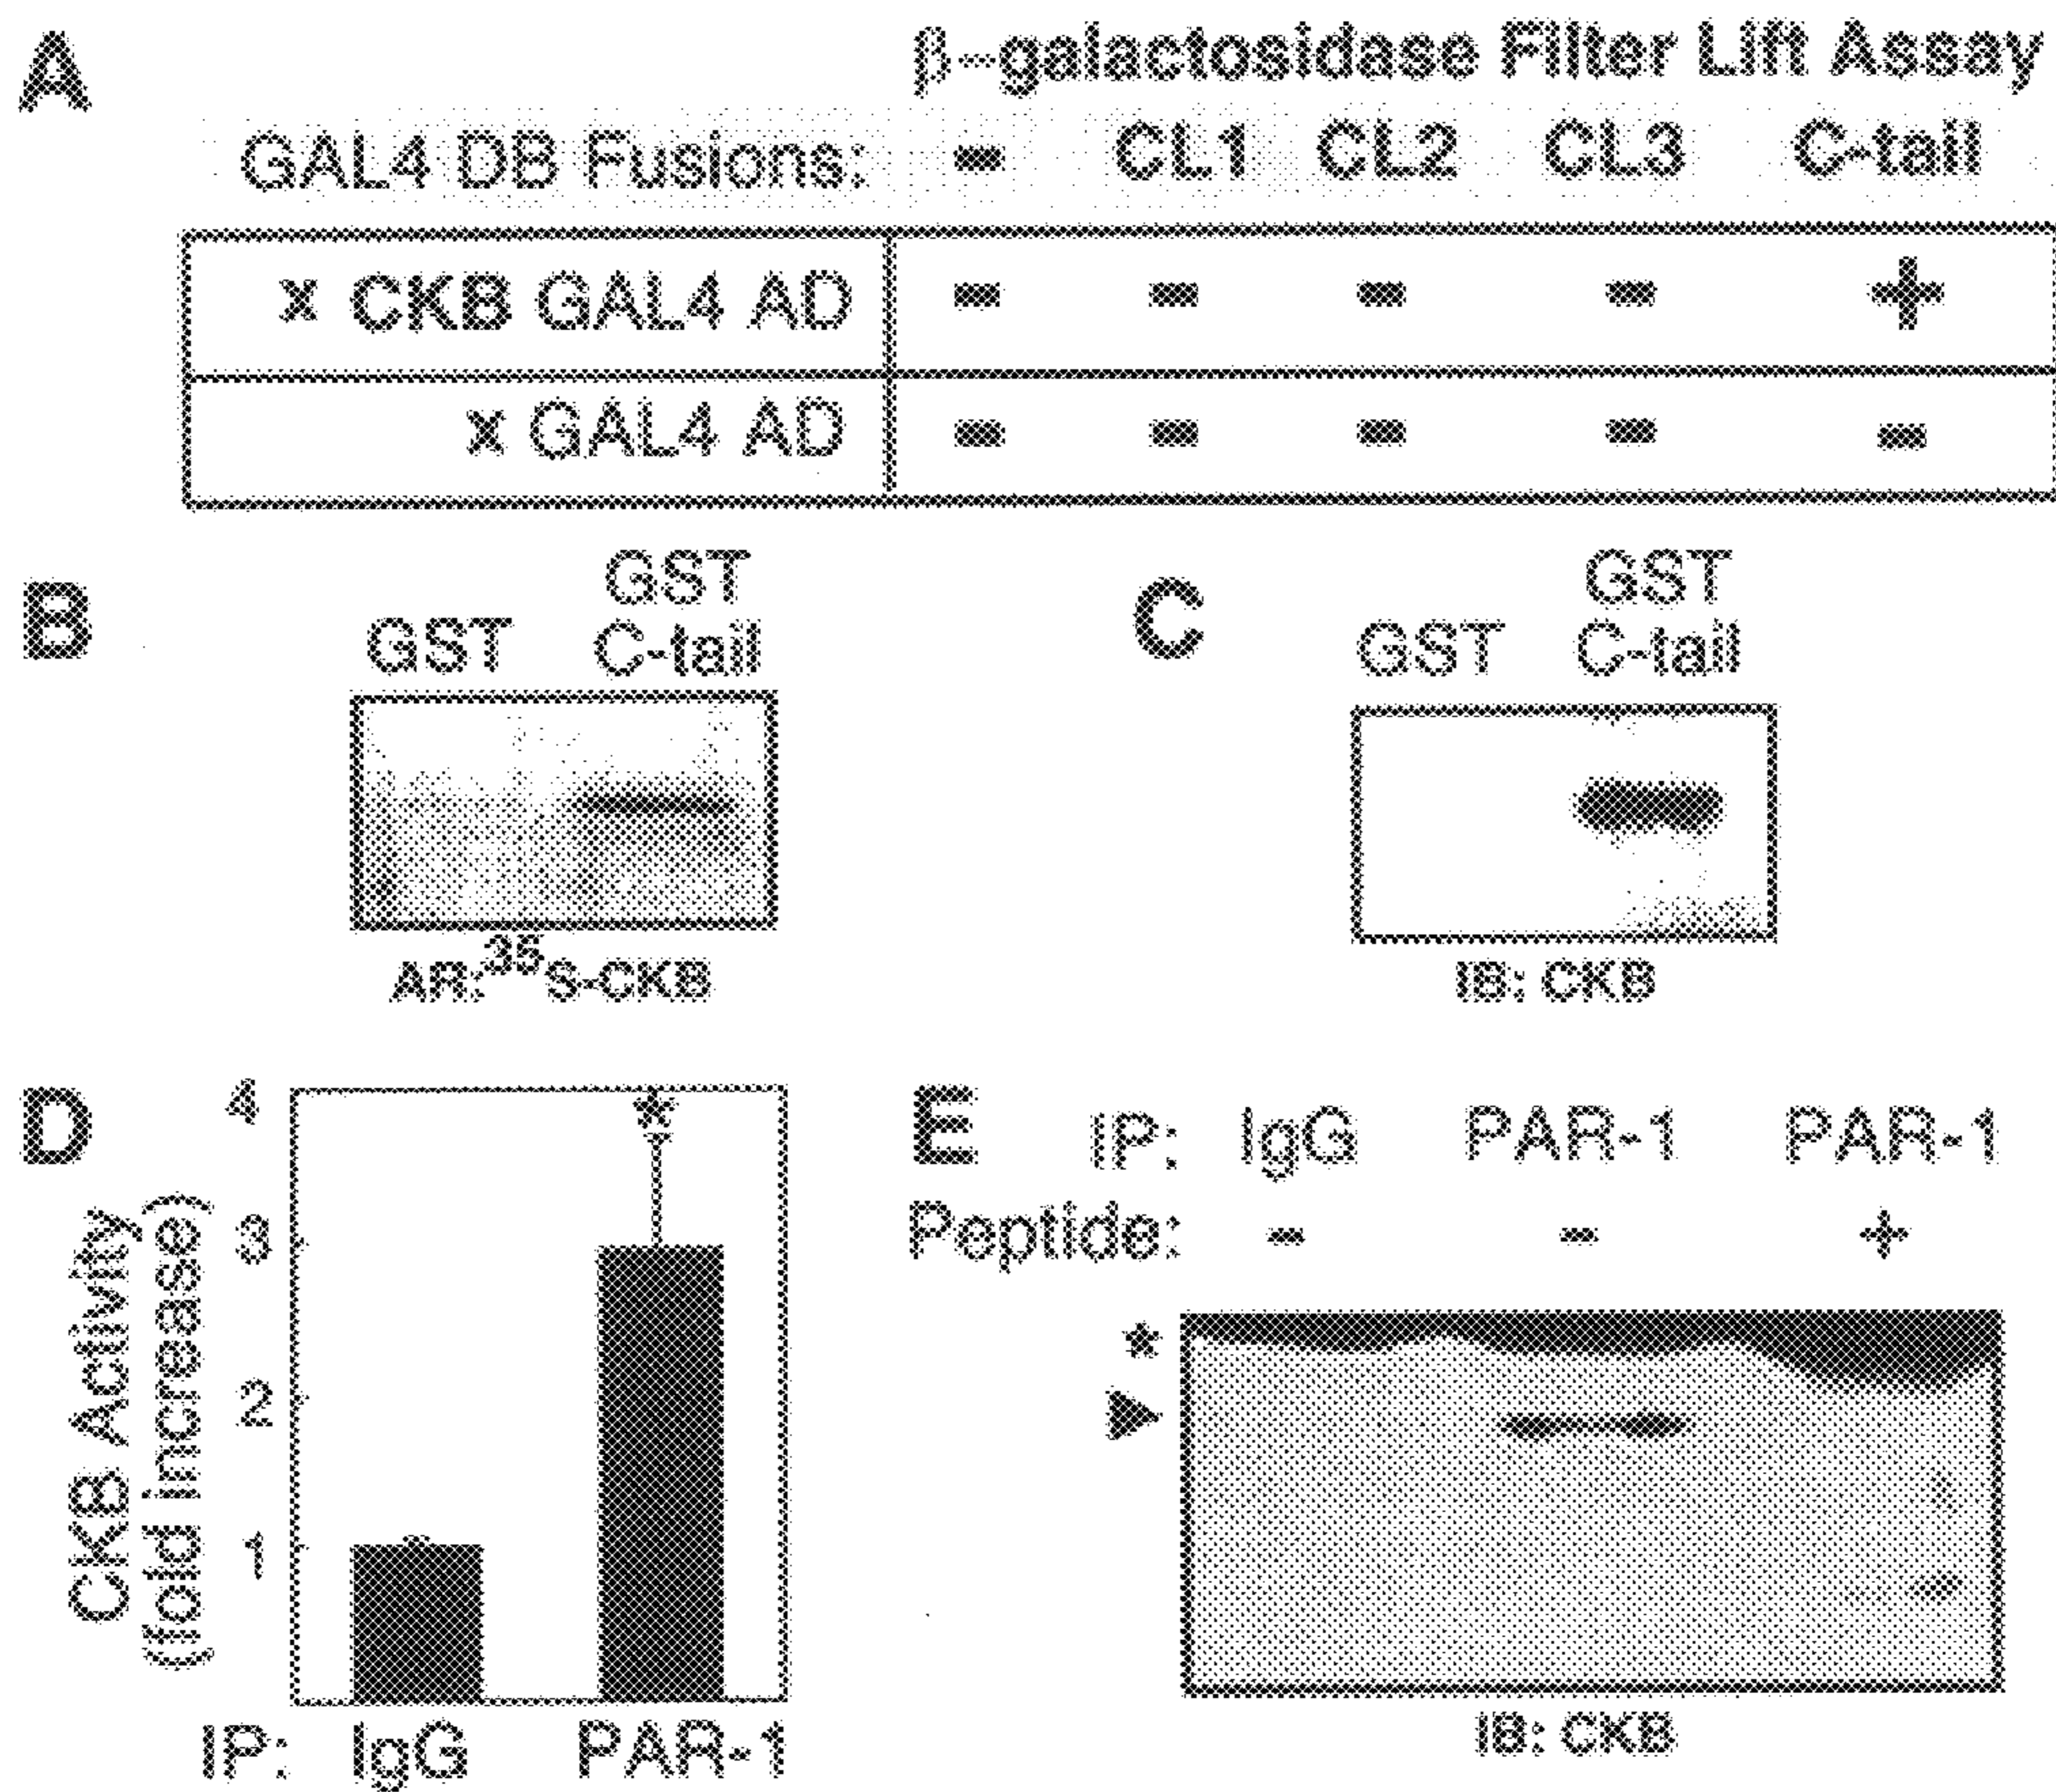 A
β-galactosidase Filter Lift Assay
GAL4 DB Fusions: - CL1 CL2 CL3 C-tail
x CKB GAL4 AD - - - - +
x GAL4 AD - - - - -
B
GST
GST C-tail
AR:³⁵S-CKB
C
GST
GST C-tail
IB: CKB
D
CKB Activity
(fold increase)
4
3
2
1
*
IP: IgG PAR-1
E
IP: IgG PAR-1 PAR-1
Peptide: - - +
*
IB: CKB